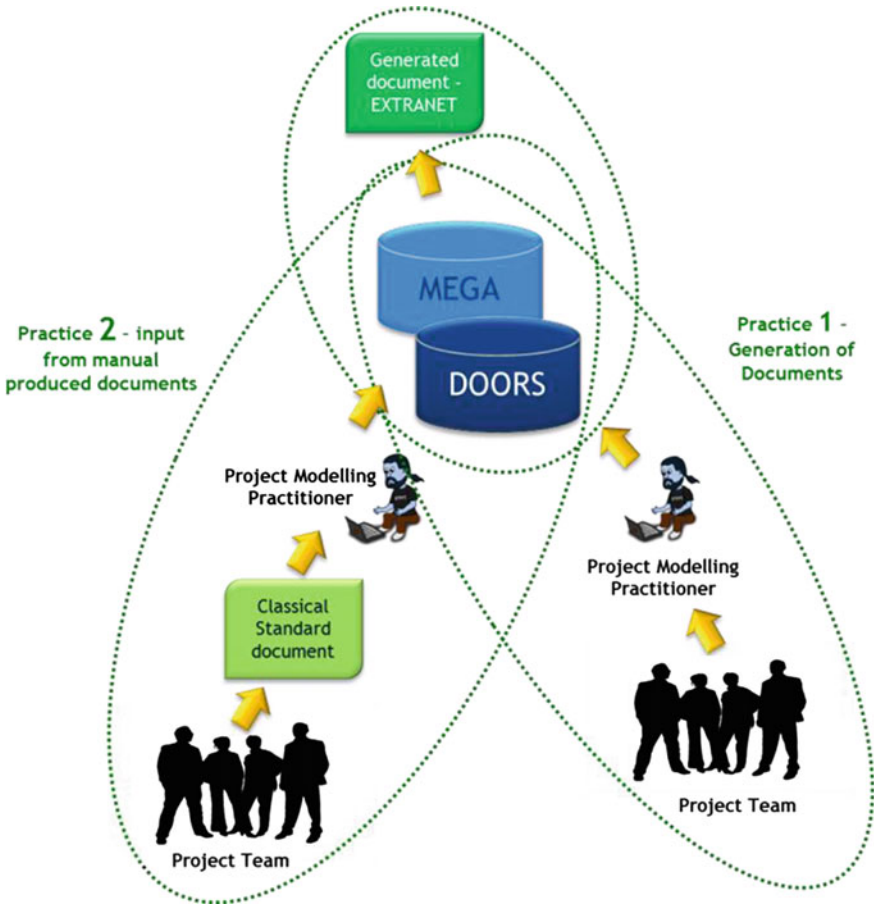 Generated
document -
EXTRANET
MEGA
DOORS
Practice 2 - input
from manual
produced documents
Practice 1 -
Generation of
Documents
Project Modelling
Practitioner
Project Modelling
Practitioner
Classical
Standard
document
Project Team
Project Team